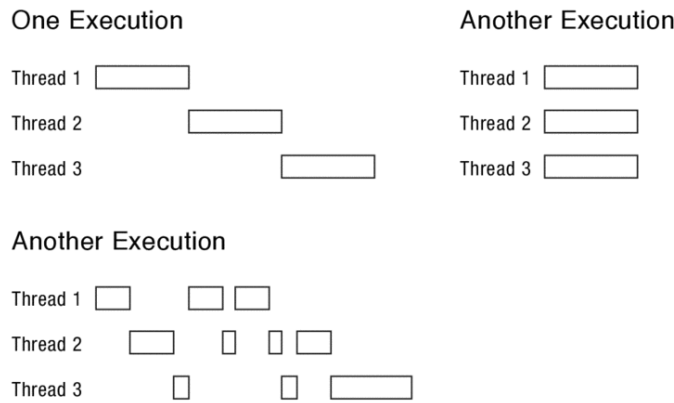 One Execution
Thread 1
Thread 2
Thread 3
Another Execution
Thread 1
Thread 2
Thread 3
Another Execution
Thread 1
Thread 2
Thread 3